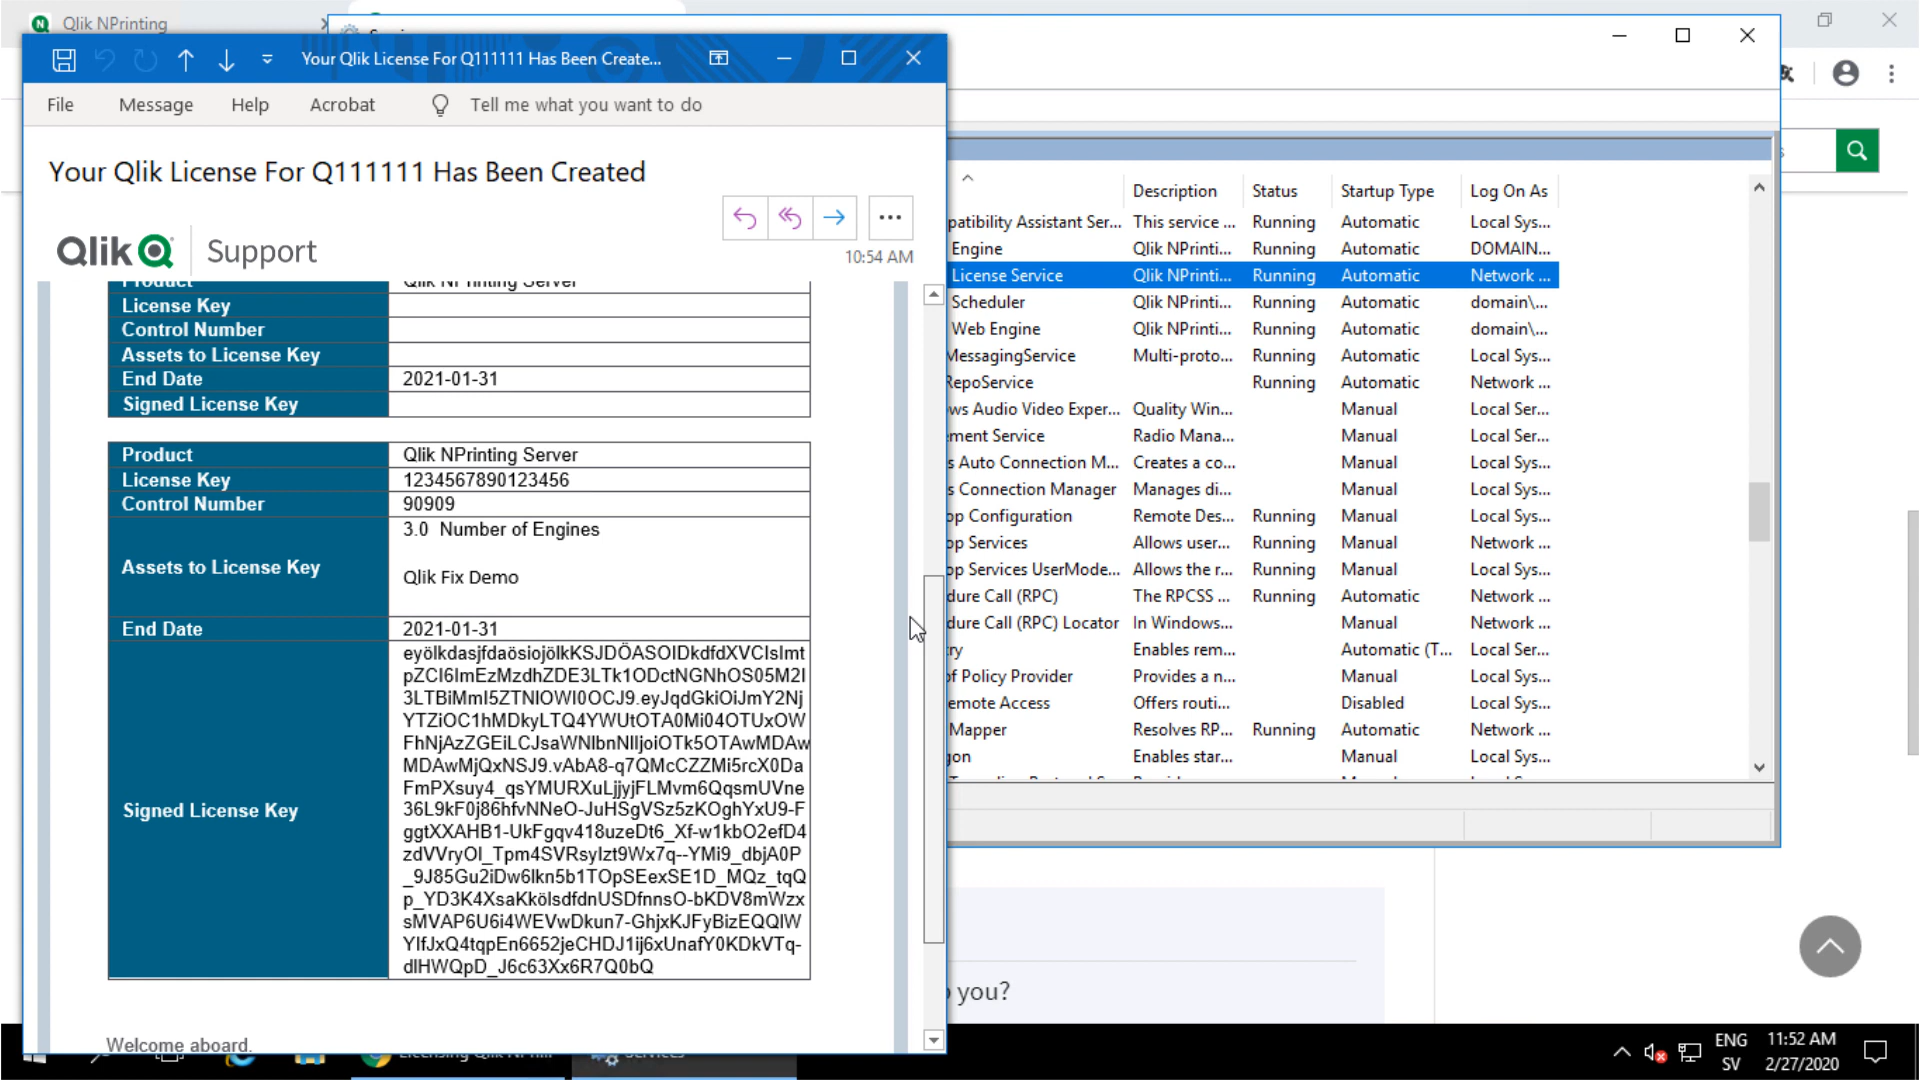 Qlik NPrinting
Your Qlik License For Q111111 Has Been Create...
File Message Help Acrobat Tell me what you want to do
Your Qlik License For Q111111 Has Been Created
Qlik Support
10:54 AM
Product Qlik NPrinting Server
License Key
Control Number
Assets to License Key
End Date 2021-01-31
Signed License Key
Product Qlik NPrinting Server
License Key 1234567890123456
Control Number 90909
Assets to License Key 3.0 Number of Engines
Qlik Fix Demo
End Date 2021-01-31
Signed License Key
eyölkdasjfdaösiojölkKSJDÖASOIDkdfdXVCIsImt
pZCI6ImEzMzdhZDE3LTk1ODctNGNhOS05M2I
3LTBiMmI5ZTNlOWI0OCJ9.eyJqdGkiOiJmY2Nj
YTZiOC1hMDkyLTQ4YWUtOTA0Mi04OTUxOW
FhNjAzZGEiLCJsaWNlbnNlIjoiOTk5OTAwMDAw
MDAwMjQxNSJ9.vAbA8-q7QMcCZZMi5rcX0Da
FmPXsuy4_qsYMURXuLjjyjFLMvm6QqsmUVne
36L9kF0j86hfvNNeO-JuHSgVSz5zKOghYxU9-F
ggtXXAHB1-UkFgqv418uzeDt6_Xf-w1kbO2efD4
zdVVryOI_Tpm4SVRsyIzt9Wx7q--YMi9_dbjA0P
_9J85Gu2iDw6lkn5b1TOpSEexSE1D_MQz_tqQ
p_YD3K4XsaKkölsdfdnUSDfnnsO-bKDV8mWzx
sMVAP6U6i4WEVwDkun7-GhjxKJFyBizEQQlW
YIfJxQ4tqpEn6652jeCHDJ1ij6xUnafY0KDkVTq-
dlHWQpD_J6c63Xx6R7Q0bQ
Welcome aboard.
Description Status Startup Type Log On As
patibility Assistant Ser... This service ... Running Automatic Local Sys...
Engine Qlik NPrinti... Running Automatic DOMAIN...
License Service Qlik NPrinti... Running Automatic Network ...
Scheduler Qlik NPrinti... Running Automatic domain\...
Web Engine Qlik NPrinti... Running Automatic domain\...
MessagingService Multi-proto... Running Automatic Local Sys...
RepoService Running Automatic Network ...
ws Audio Video Exper... Quality Win... Manual Local Ser...
ment Service Radio Mana... Manual Local Ser...
s Auto Connection M... Creates a co... Manual Local Sys...
s Connection Manager Manages di... Manual Local Sys...
op Configuration Remote Des... Running Manual Local Sys...
op Services Allows user... Running Manual Network ...
op Services UserMode... Allows the r... Running Manual Local Sys...
dure Call (RPC) The RPCSS ... Running Automatic Network ...
dure Call (RPC) Locator In Windows... Manual Network ...
ry Enables rem... Automatic (T... Local Ser...
of Policy Provider Provides a n... Manual Local Sys...
emote Access Offers routi... Disabled Local Sys...
Mapper Resolves RP... Running Automatic Network ...
gon Enables star... Manual Local Sys...
you?
ENG 11:52 AM
SV 2/27/2020